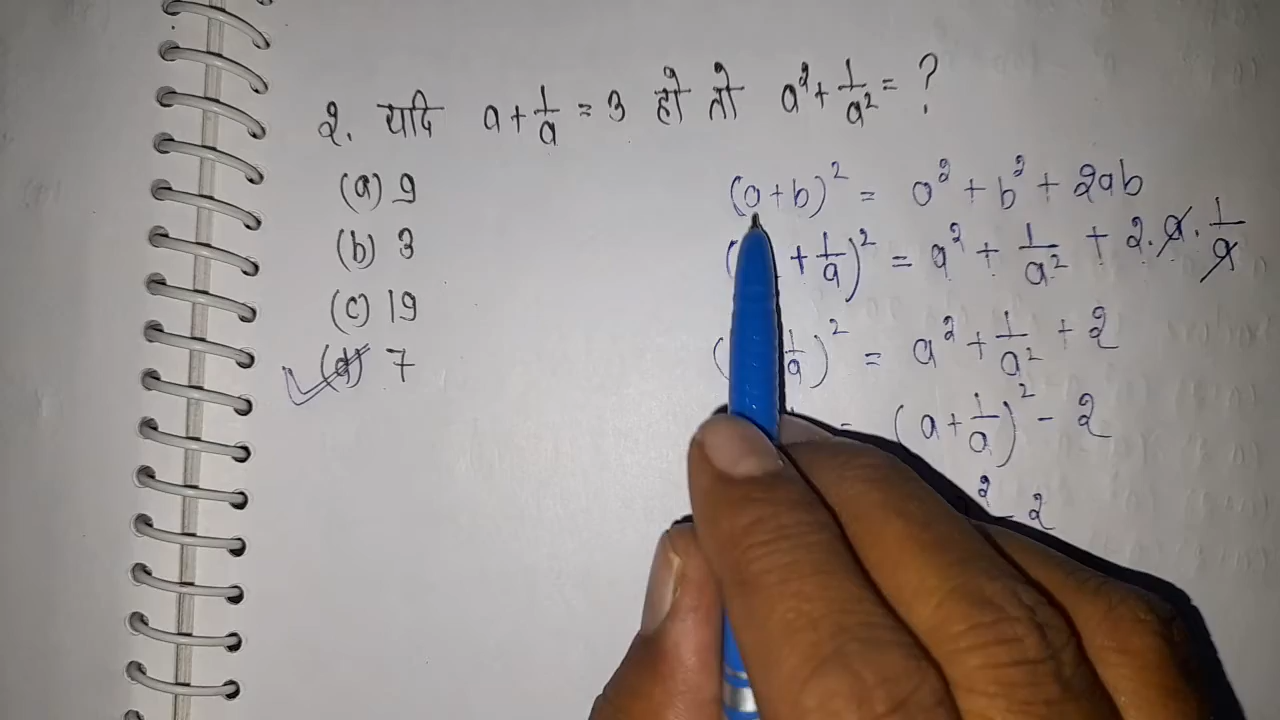 2. यदि a + 1/a = 3 हो तो a² + 1/a² = ?
(a) 9
(b) 3
(c) 19
(d) 7
(a + b)² = a² + b² + 2ab
( + 1/a)² = a² + 1/a² + 2 . a . 1/a
( 1/a)² = a² + 1/a² + 2
= (a + 1/a)² - 2
² - 2